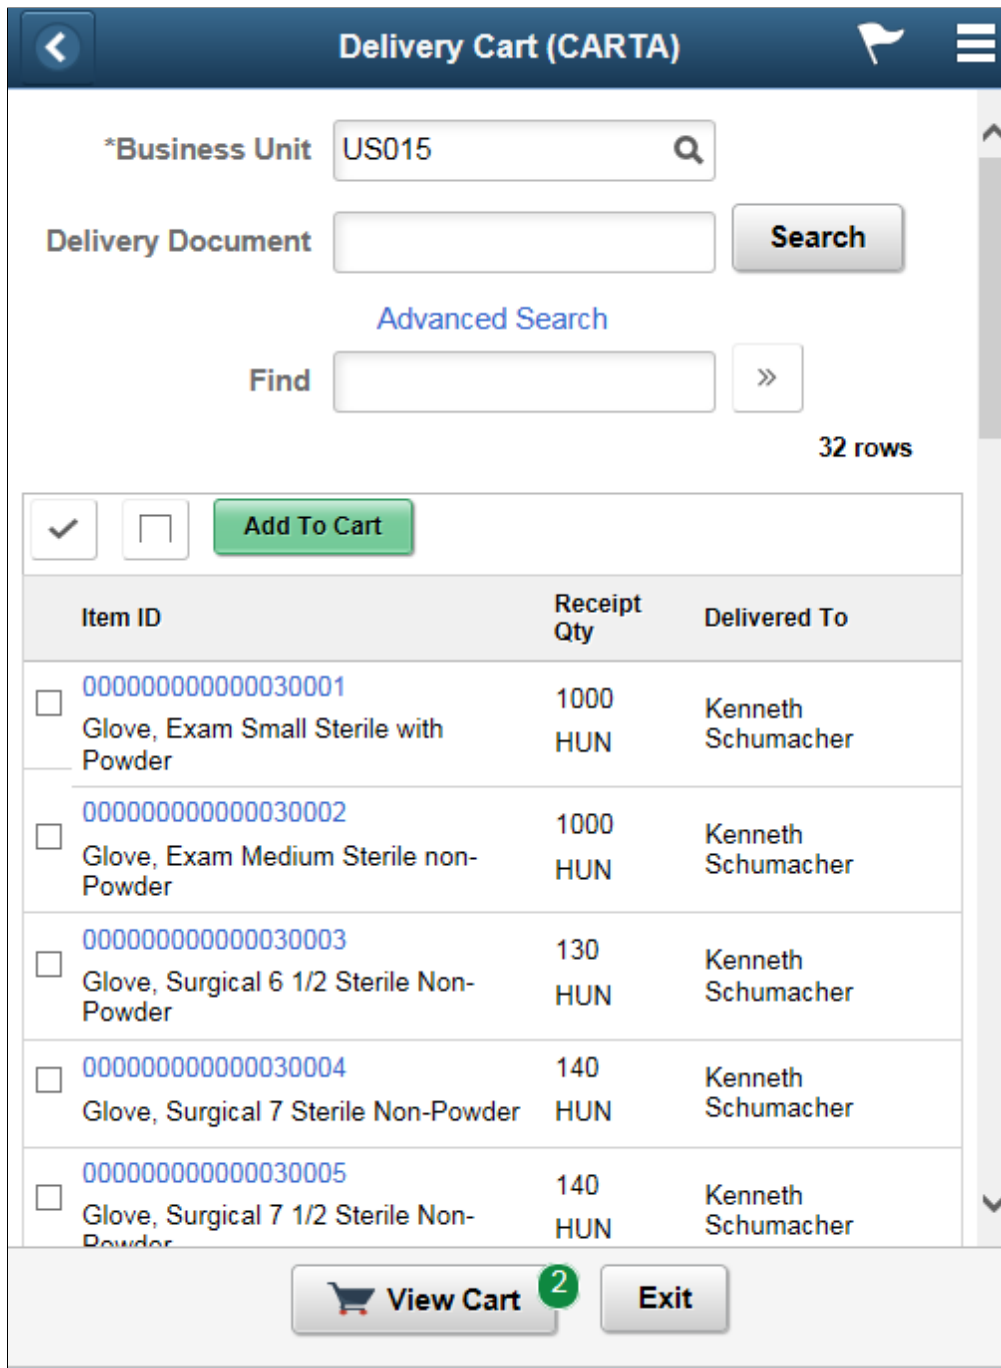 Delivery Cart (CARTA)
*Business Unit US015
Delivery Document
Search
Advanced Search
Find
»
32 rows
Add To Cart
Item ID
Receipt
Qty
Delivered To
000000000000030001
Glove, Exam Small Sterile with
Powder
1000
HUN
Kenneth
Schumacher
000000000000030002
Glove, Exam Medium Sterile non-
Powder
1000
HUN
Kenneth
Schumacher
000000000000030003
Glove, Surgical 6 1/2 Sterile Non-
Powder
130
HUN
Kenneth
Schumacher
000000000000030004
Glove, Surgical 7 Sterile Non-Powder
140
HUN
Kenneth
Schumacher
000000000000030005
Glove, Surgical 7 1/2 Sterile Non-
Powder
140
HUN
Kenneth
Schumacher
View Cart
2
Exit